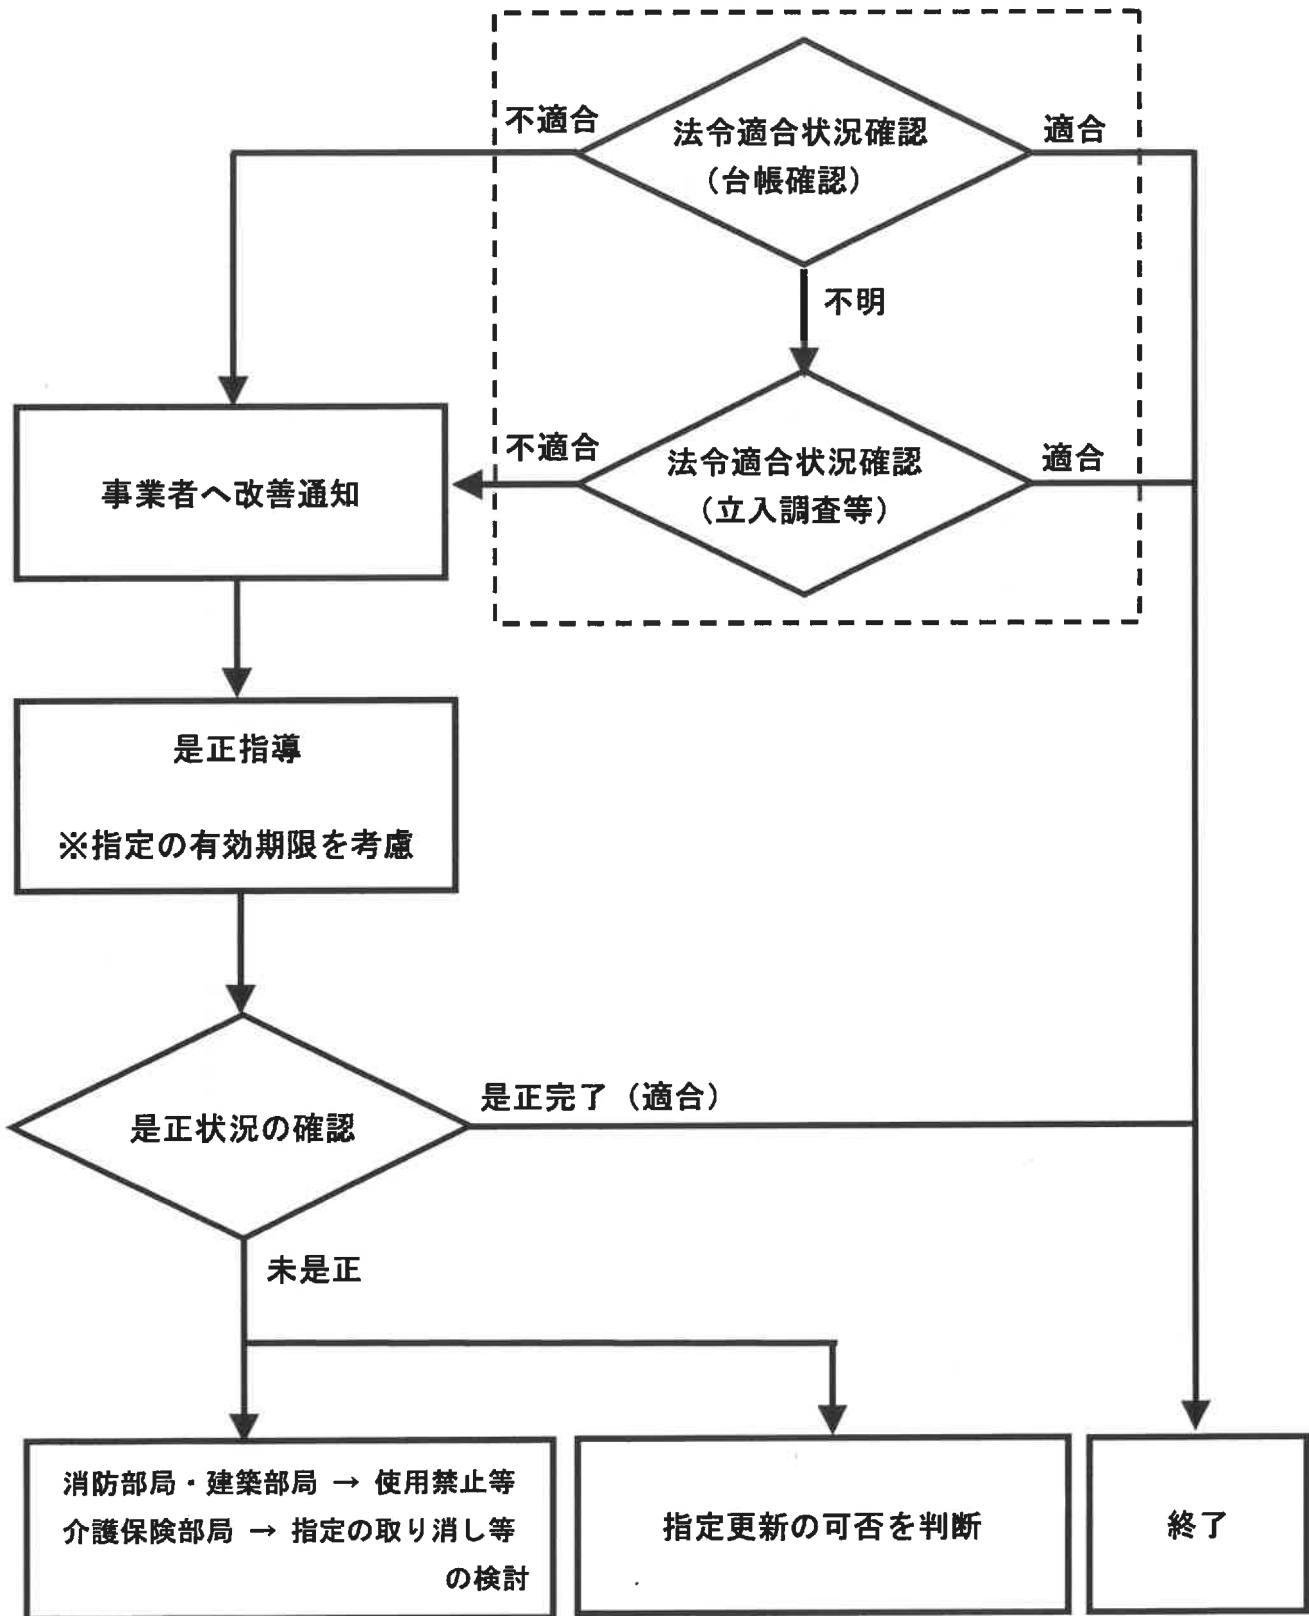 不適合
法令適合状況確認
（台帳確認）
適合
不明
不適合
法令適合状況確認
（立入調査等）
適合
事業者へ改善通知
是正指導
※指定の有効期限を考慮
是正状況の確認
是正完了（適合）
未是正
消防部局・建築部局 → 使用禁止等
介護保険部局 → 指定の取り消し等
の検討
指定更新の可否を判断
終了